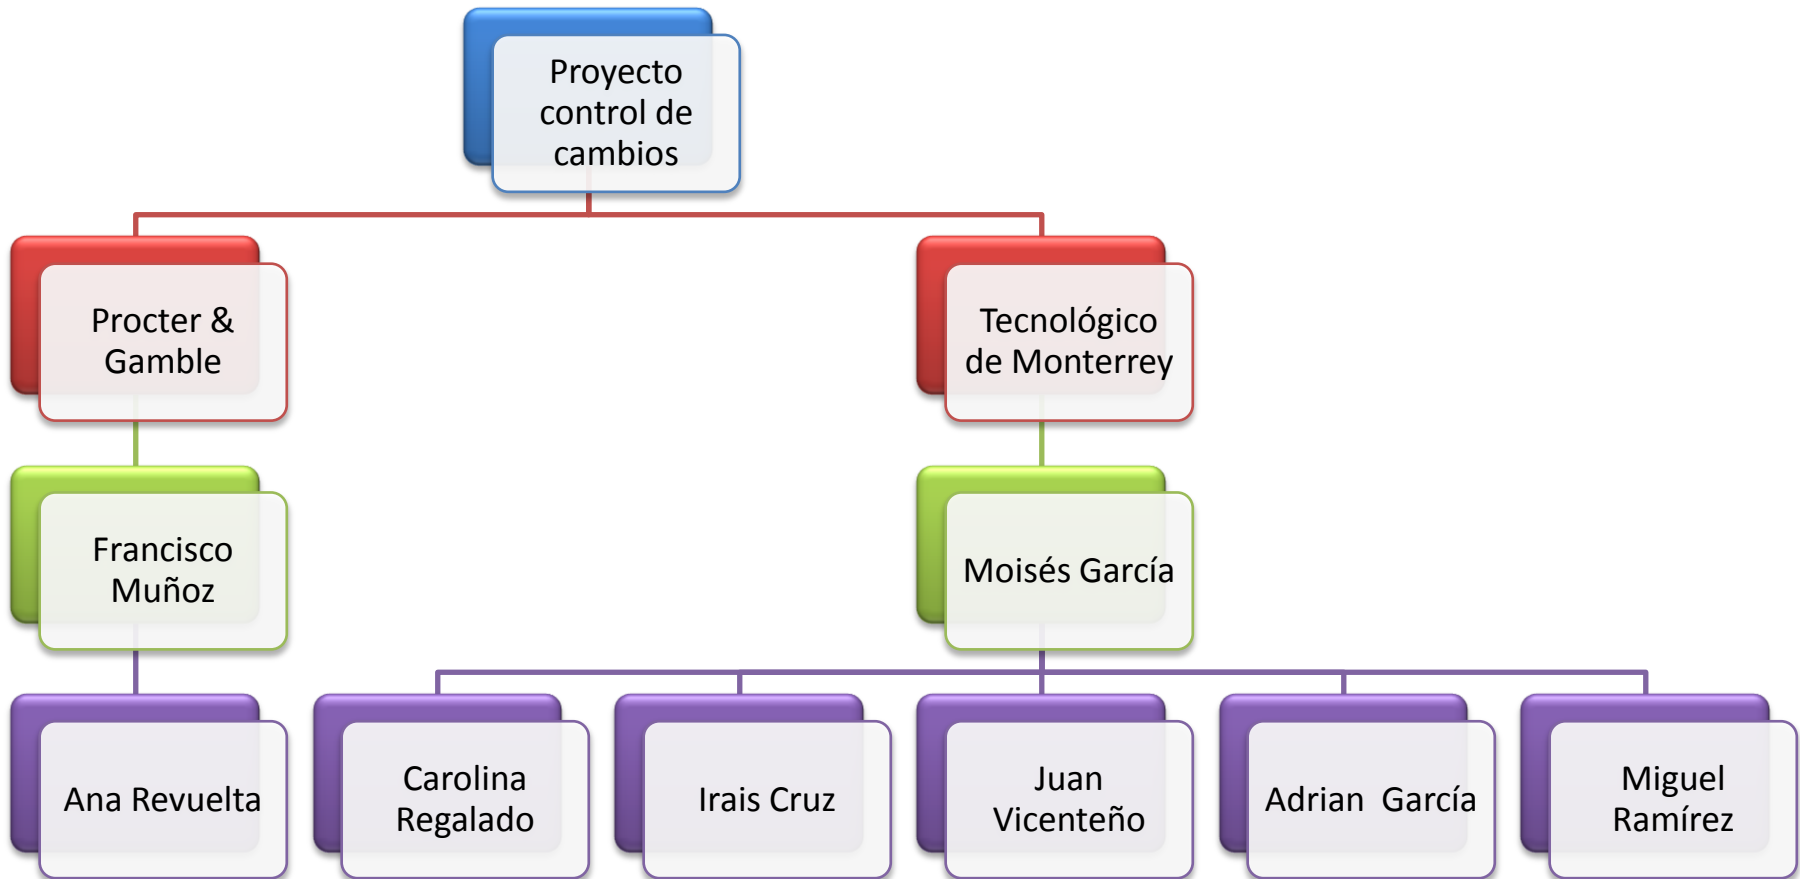 Proyecto
control de
cambios
Procter &
Gamble
Tecnológico
de Monterrey
Francisco
Muñoz
Moisés García
Ana Revuelta
Carolina
Regalado
Irais Cruz
Juan
Vicenteño
Adrian  García
Miguel
Ramírez